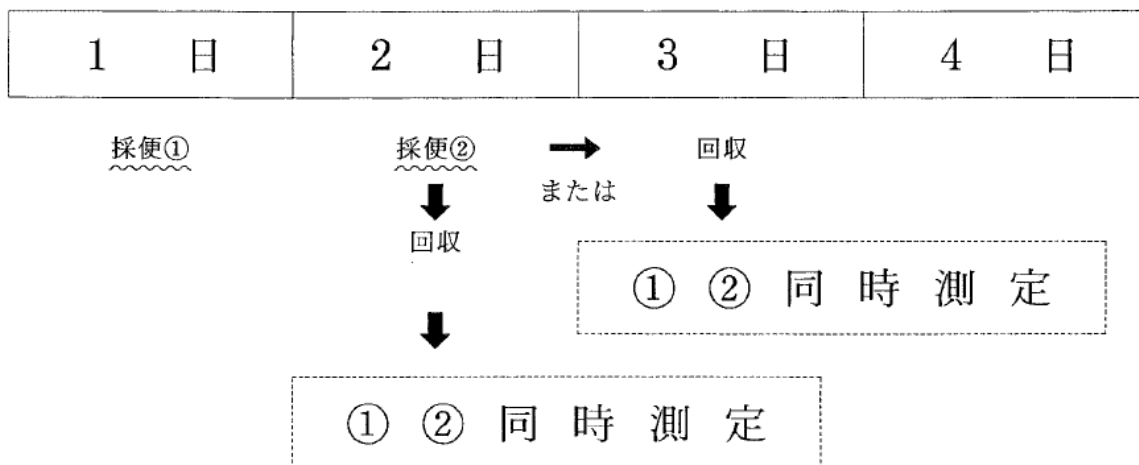 1 日 2 日 3 日 4 日
採便① 採便② 回収
または
回収
①②同時測定
①②同時測定